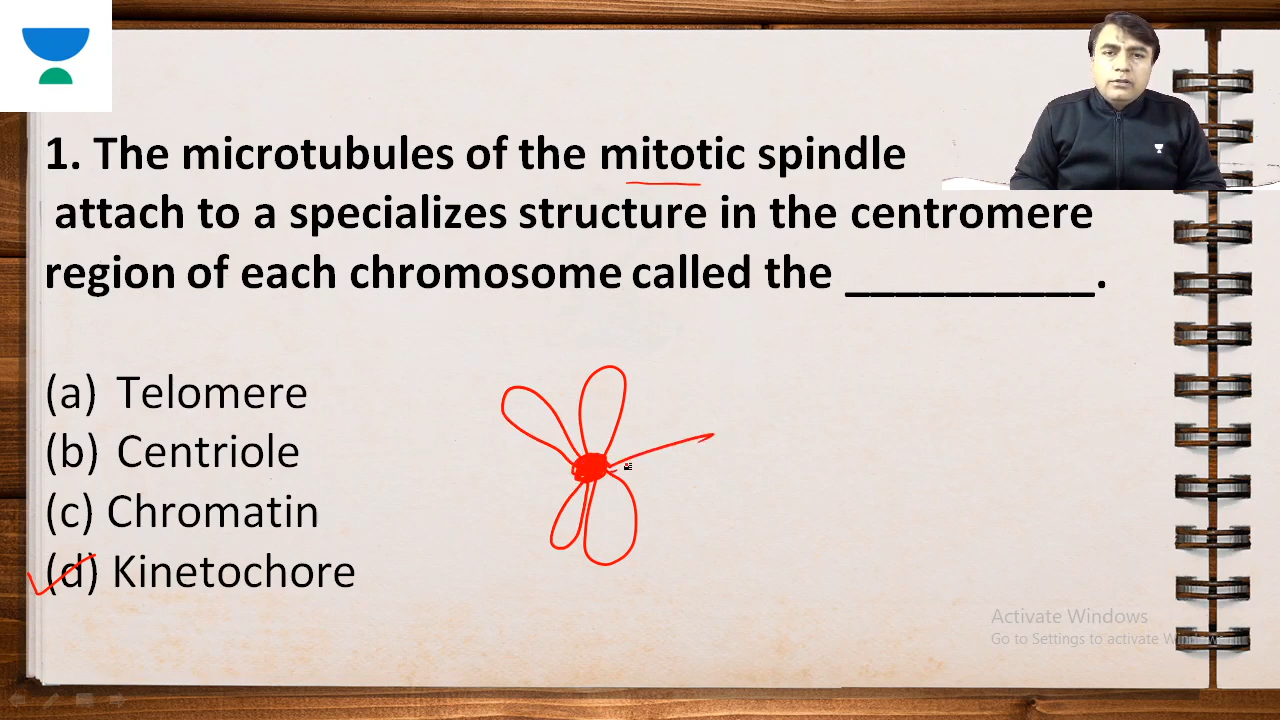 1. The microtubules of the mitotic spindle
attach to a specializes structure in the centromere
region of each chromosome called the __________.
(a) Telomere
(b) Centriole
(c) Chromatin
(d) Kinetochore
Activate Windows
Go to Settings to activate Windows.